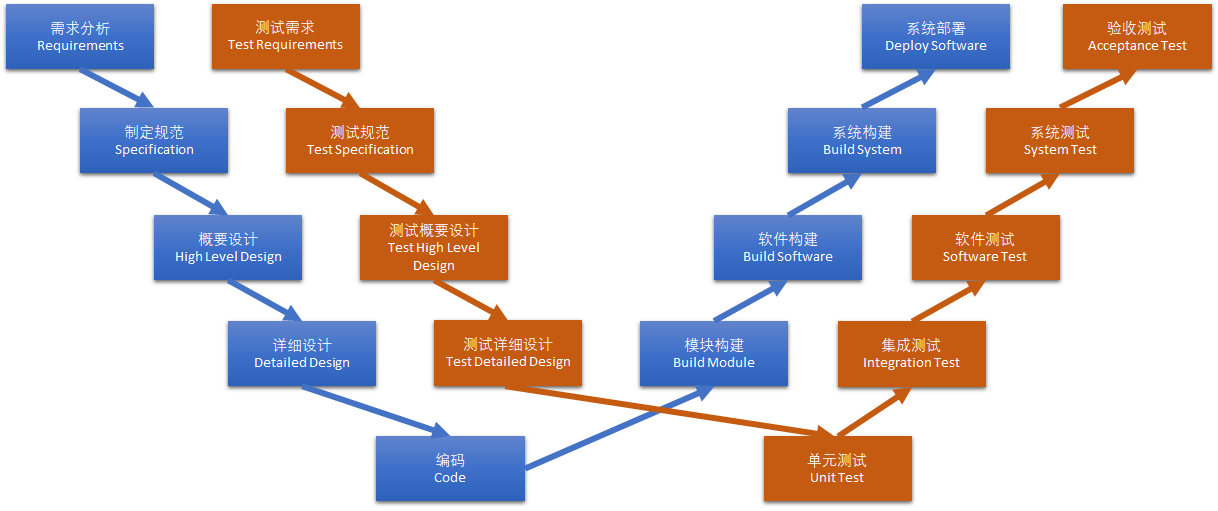 需求分析
Requirements
测试需求
Test Requirements
系统部署
Deploy Software
验收测试
Acceptance Test
制定规范
Specification
测试规范
Test Specification
系统构建
Build System
系统测试
System Test
概要设计
High Level Design
测试概要设计
Test High Level
Design
软件构建
Build Software
软件测试
Software Test
详细设计
Detailed Design
测试详细设计
Test Detailed Design
模块构建
Build Module
集成测试
Integration Test
编码
Code
单元测试
Unit Test